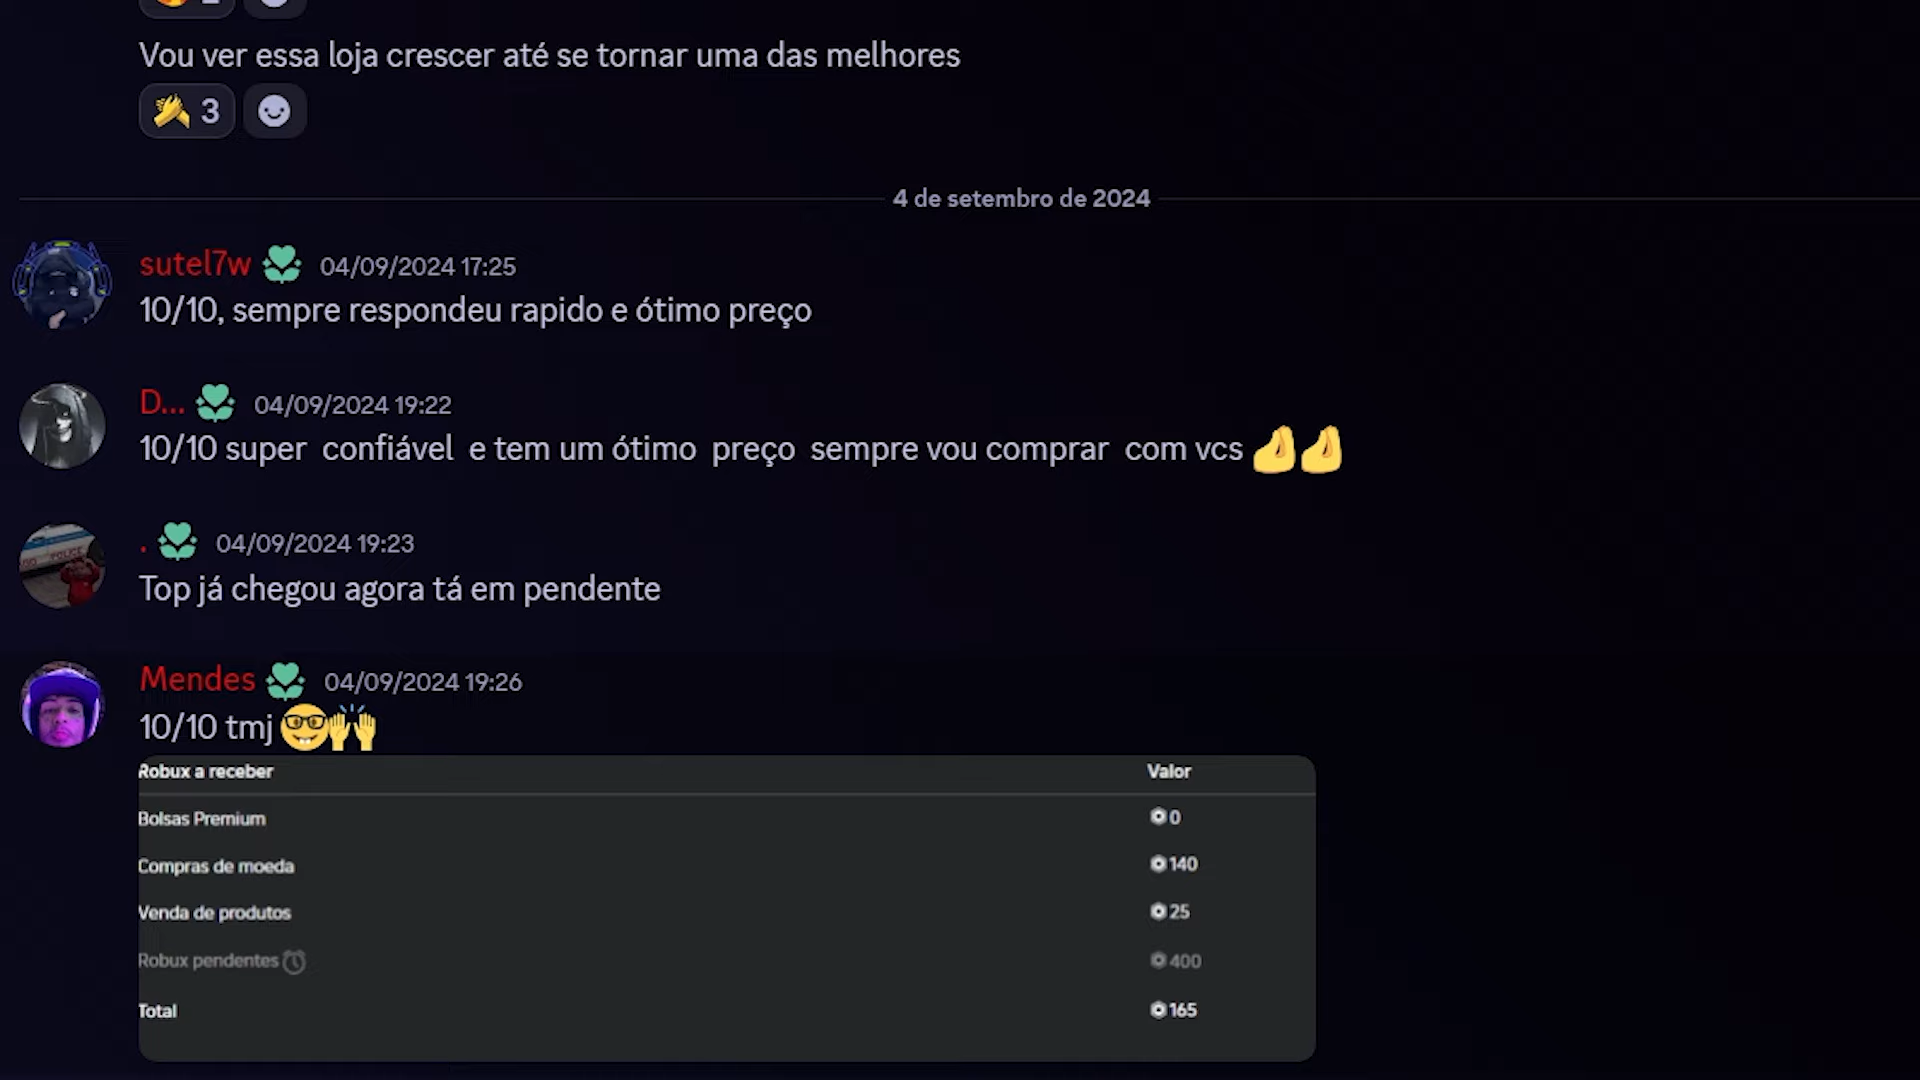 Vou ver essa loja crescer até se tornar uma das melhores
3
4 de setembro de 2024
sutel7w 04/09/2024 17:25
10/10, sempre respondeu rapido e ótimo preço
D... 04/09/2024 19:22
10/10 super confiável e tem um ótimo preço sempre vou comprar com vcs
. 04/09/2024 19:23
Top já chegou agora tá em pendente
Mendes 04/09/2024 19:26
10/10 tmj
Robux a receber Valor
Bolsas Premium 0
Compras de moeda 140
Venda de produtos 25
Robux pendentes 400
Total 165